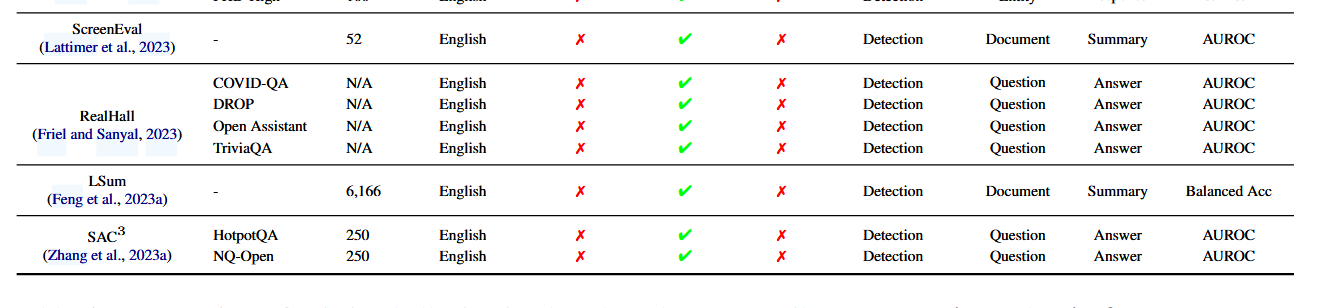 ScreenEval
(Lattimer et al., 2023) - 52 English ✗ ✓ ✗ Detection Document Summary AUROC
COVID-QA N/A English ✗ ✓ ✗ Detection Question Answer AUROC
DROP N/A English ✗ ✓ ✗ Detection Question Answer AUROC
RealHall
(Friel and Sanyal, 2023)
Open Assistant N/A English ✗ ✓ ✗ Detection Question Answer AUROC
TriviaQA N/A English ✗ ✓ ✗ Detection Question Answer AUROC
LSum
(Feng et al., 2023a) - 6,166 English ✗ ✓ ✗ Detection Document Summary Balanced Acc
SAC³
(Zhang et al., 2023a)
HotpotQA 250 English ✗ ✓ ✗ Detection Question Answer AUROC
NQ-Open 250 English ✗ ✓ ✗ Detection Question Answer AUROC